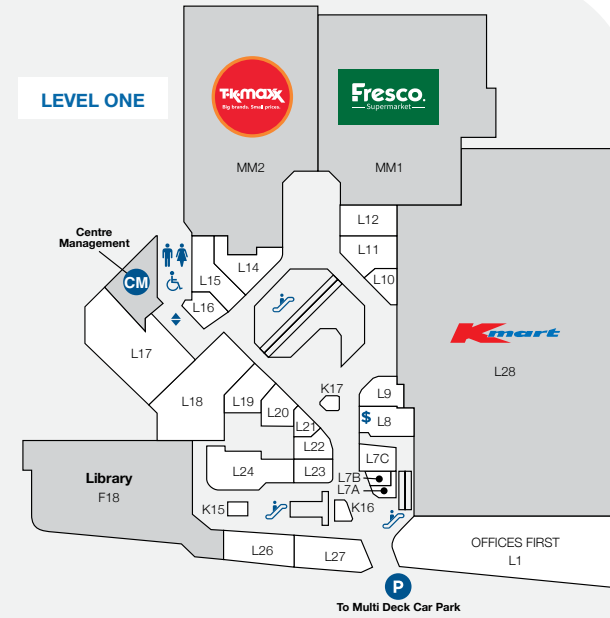 LEVEL ONE
TK maxx
Big brands. Small prices.
Fresco.
Supermarket
MM2
MM1
L12
L11
L10
Centre
Management
CM
L15
L14
L16
L17
Kmart
L28
K17
L9
$
L8
L18
L19
L20
L21
L22
L7C
L24
L23
L7B
L7A
Library
F18
K15
K16
L26
L27
OFFICES FIRST
L1
P
To Multi Deck Car Park